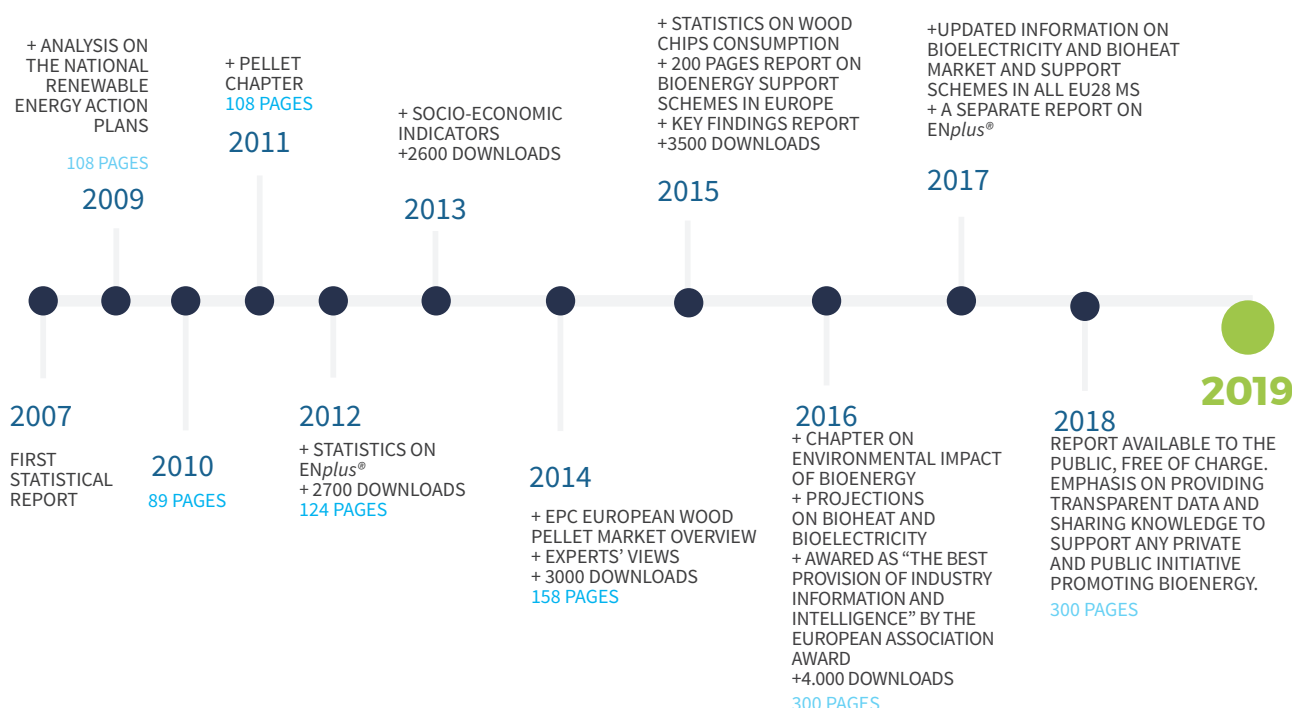 + ANALYSIS ON
THE NATIONAL
RENEWABLE
ENERGY ACTION
PLANS
108 PAGES
2009
+ PELLET
CHAPTER
108 PAGES
2011
+ SOCIO-ECONOMIC
INDICATORS
+2600 DOWNLOADS
2013
+ STATISTICS ON WOOD
CHIPS CONSUMPTION
+ 200 PAGES REPORT ON
BIOENERGY SUPPORT
SCHEMES IN EUROPE
+ KEY FINDINGS REPORT
+3500 DOWNLOADS
2015
+UPDATED INFORMATION ON
BIOELECTRICITY AND BIOHEAT
MARKET AND SUPPORT
SCHEMES IN ALL EU28 MS
+ A SEPARATE REPORT ON
ENplus®
2017
2007
FIRST
STATISTICAL
REPORT
2010
89 PAGES
2012
+ STATISTICS ON
ENplus®
+ 2700 DOWNLOADS
124 PAGES
2014
+ EPC EUROPEAN WOOD
PELLET MARKET OVERVIEW
+ EXPERTS' VIEWS
+ 3000 DOWNLOADS
158 PAGES
2016
+ CHAPTER ON
ENVIRONMENTAL IMPACT
OF BIOENERGY
+ PROJECTIONS
ON BIOHEAT AND
BIOELECTRICITY
+ AWARED AS “THE BEST
PROVISION OF INDUSTRY
INFORMATION AND
INTELLIGENCE” BY THE
EUROPEAN ASSOCIATION
AWARD
+4.000 DOWNLOADS
300 PAGES
2018
REPORT AVAILABLE TO THE
PUBLIC, FREE OF CHARGE.
EMPHASIS ON PROVIDING
TRANSPARENT DATA AND
SHARING KNOWLEDGE TO
SUPPORT ANY PRIVATE
AND PUBLIC INITIATIVE
PROMOTING BIOENERGY.
300 PAGES
2019